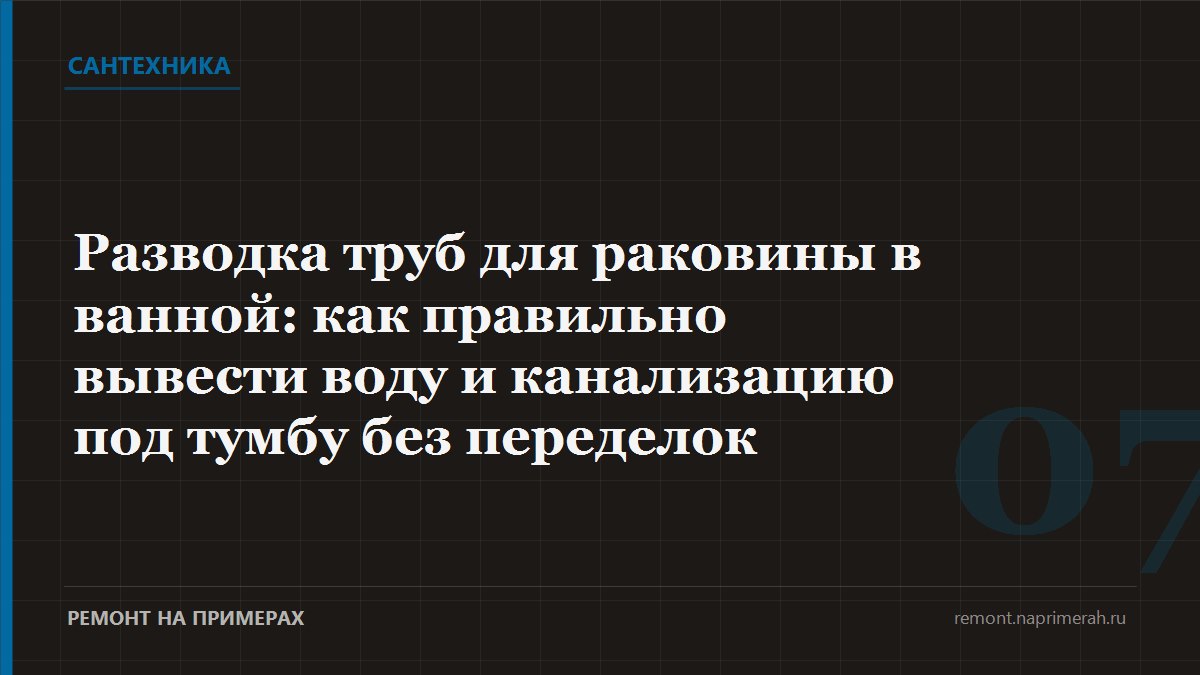 САНТЕХНИКА
Разводка труб для раковины в
ванной: как правильно
вывести воду и канализацию
под тумбу без переделок
07
РЕМОНТ НА ПРИМЕРАХ
remont.naprimerah.ru